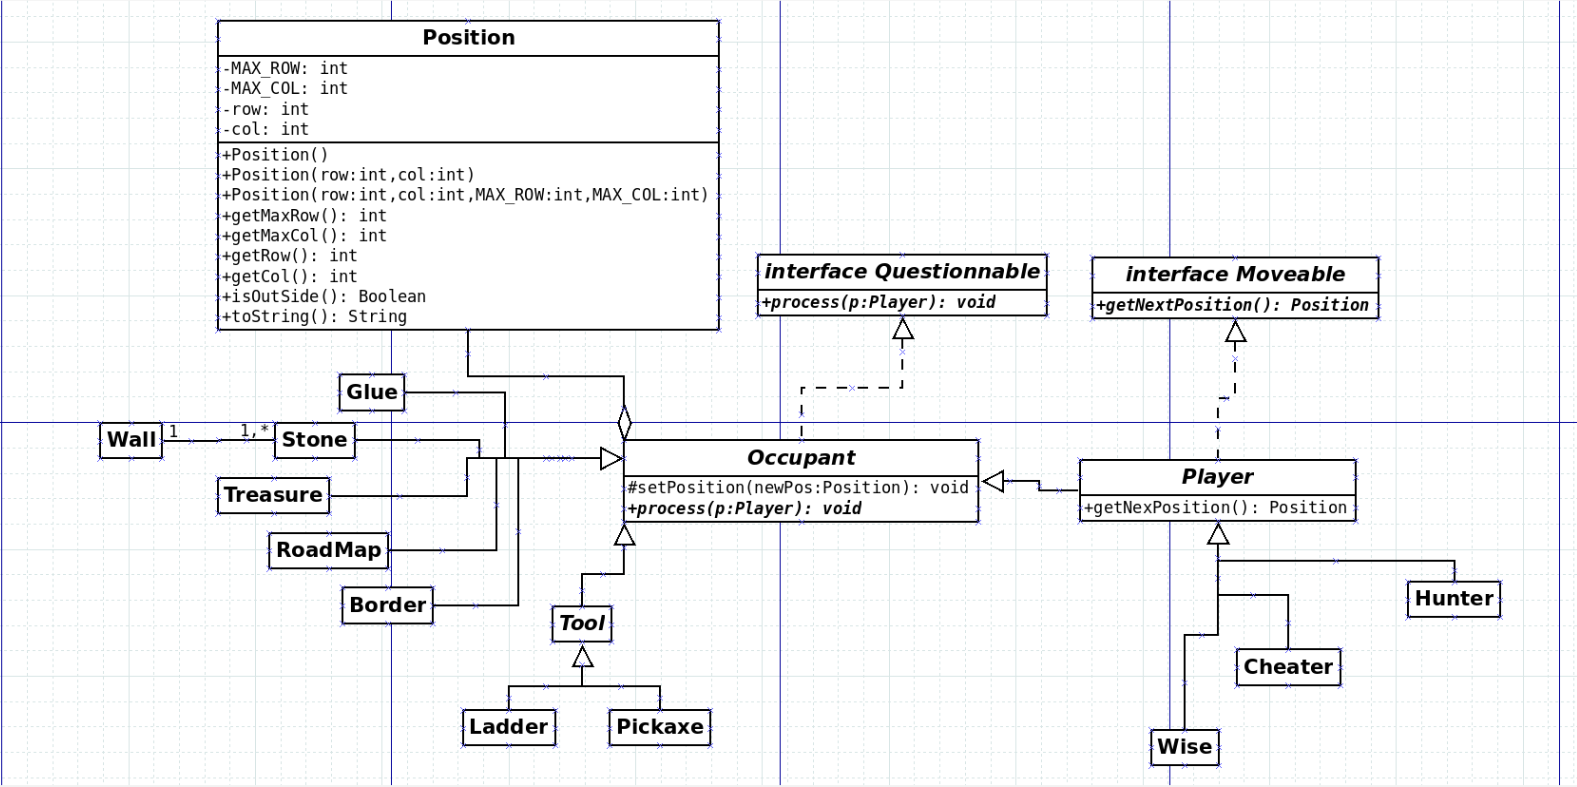 Position
-MAX_ROW: int
-MAX_COL: int
-row: int
-col: int
+Position()
+Position(row:int,col:int)
+Position(row:int,col:int,MAX_ROW:int,MAX_COL:int)
+getMaxRow(): int
+getMaxCol(): int
+getRow(): int
+getCol(): int
+isOutSide(): Boolean
+toString(): String
interface Questionnable
+process(p:Player): void
interface Moveable
+getNextPosition(): Position
Glue
Wall
1
1,*
Stone
Treasure
RoadMap
Border
Occupant
#setPosition(newPos:Position): void
+process(p:Player): void
Player
+getNexPosition(): Position
Tool
Ladder
Pickaxe
Hunter
Cheater
Wise